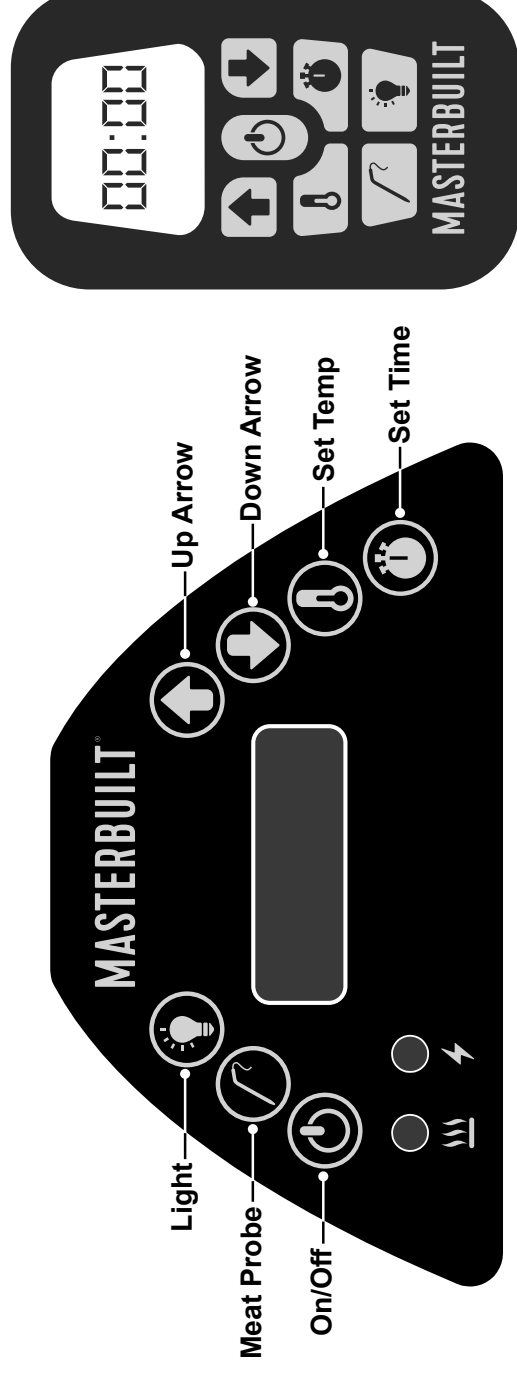 MASTERBUILT®
Light
Meat Probe
On/Off
Up Arrow
Down Arrow
Set Temp
Set Time
00:00
MASTERBUILT